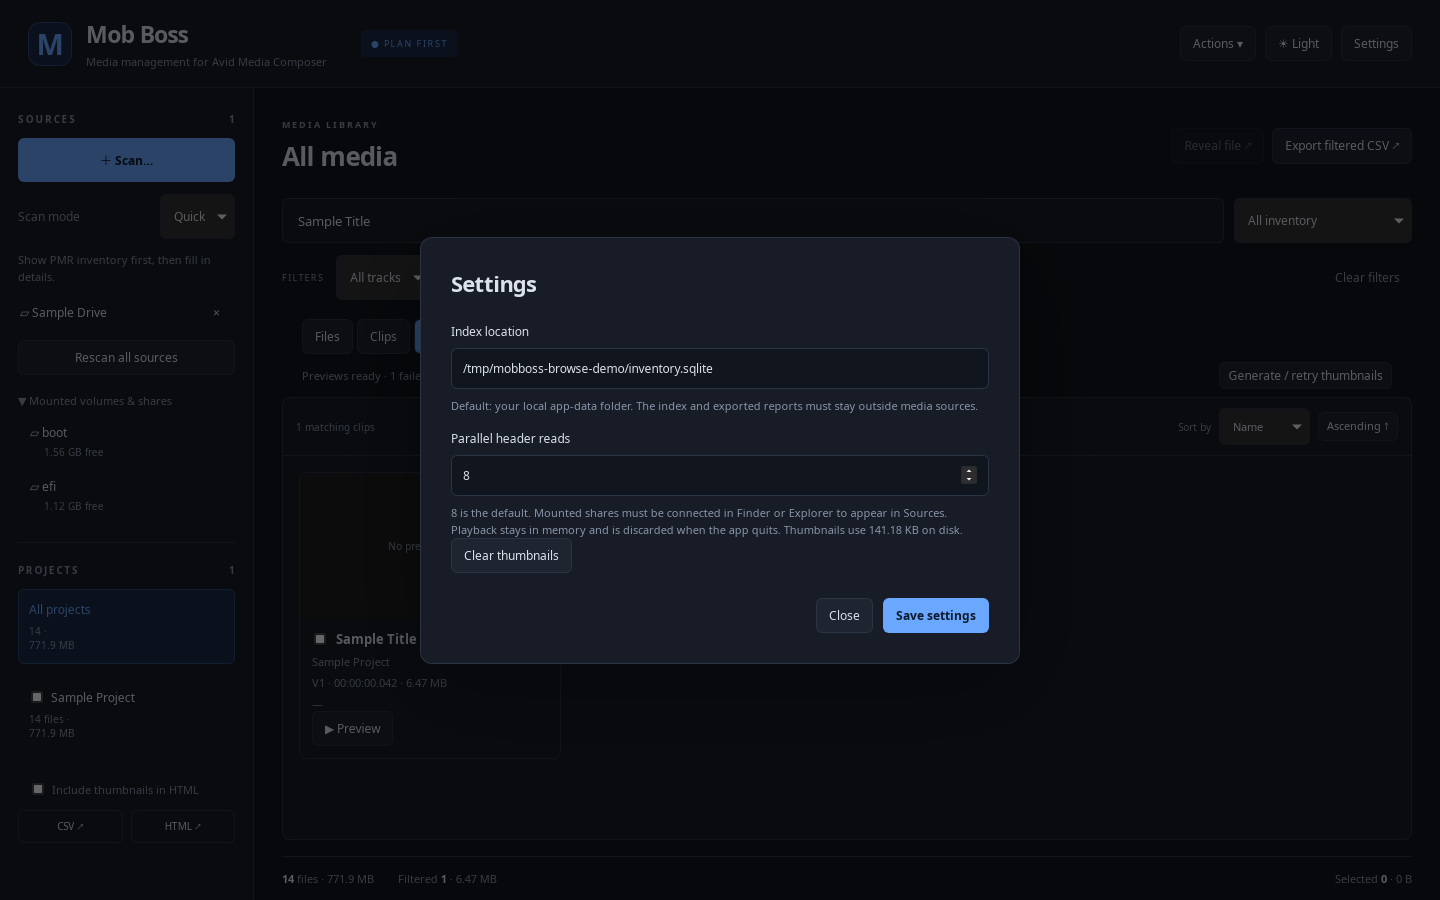 M
Mob Boss
Media management for Avid Media Composer
● PLAN FIRST
Actions ▾
☀ Light
Settings
SOURCES 1
+ Scan...
Scan mode
Quick
Show PMR inventory first, then fill in
details.
▱ Sample Drive ×
Rescan all sources
▼ Mounted volumes & shares
▱ boot
1.56 GB free
▱ efi
1.12 GB free
PROJECTS 1
All projects
14 ·
771.9 MB
Sample Project
14 files ·
771.9 MB
Include thumbnails in HTML
CSV ↗
HTML ↗
MEDIA LIBRARY
All media
Reveal file ↗
Export filtered CSV ↗
Sample Title
All inventory
FILTERS
All tracks
Clear filters
Files
Clips
Previews ready · 1 faile
Generate / retry thumbnails
1 matching clips
Sort by
Name
Ascending ↑
No pre
Sample Title
Sample Project
V1 · 00:00:00.042 · 6.47 MB
—
▶ Preview
Settings
Index location
/tmp/mobboss-browse-demo/inventory.sqlite
Default: your local app-data folder. The index and exported reports must stay outside media sources.
Parallel header reads
8
8 is the default. Mounted shares must be connected in Finder or Explorer to appear in Sources.
Playback stays in memory and is discarded when the app quits. Thumbnails use 141.18 KB on disk.
Clear thumbnails
Close
Save settings
14 files · 771.9 MB
Filtered 1 · 6.47 MB
Selected 0 · 0 B